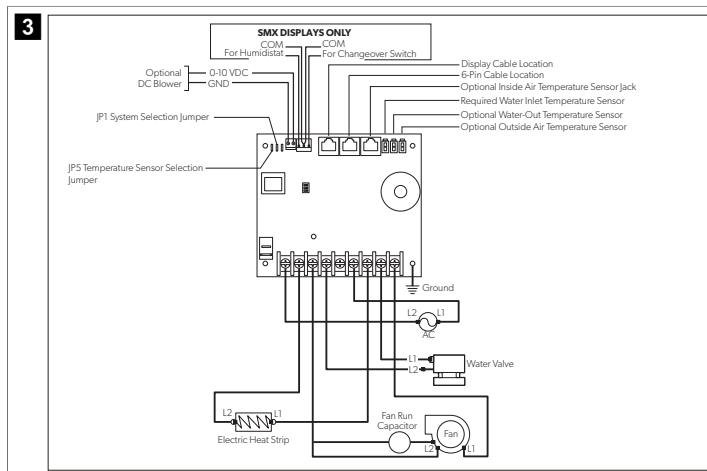 3
SMX DISPLAYS ONLY
COM
COM
For Humidistat
For Changeover Switch
Optional
DC Blower
0-10 VDC
GND
Display Cable Location
6-Pin Cable Location
Optional Inside Air Temperature Sensor Jack
Required Water Inlet Temperature Sensor
Optional Water-Out Temperature Sensor
Optional Outside Air Temperature Sensor
JP1 System Selection Jumper
JP5 Temperature Sensor Selection
Jumper
Ground
L2
L1
AC
L1
L2
Water Valve
L2
L1
Electric Heat Strip
Fan Run
Capacitor
Fan
L2
L1